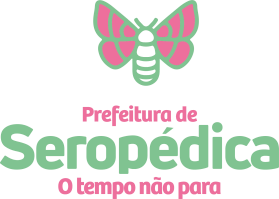 Prefeitura de
Seropédica
O tempo não para